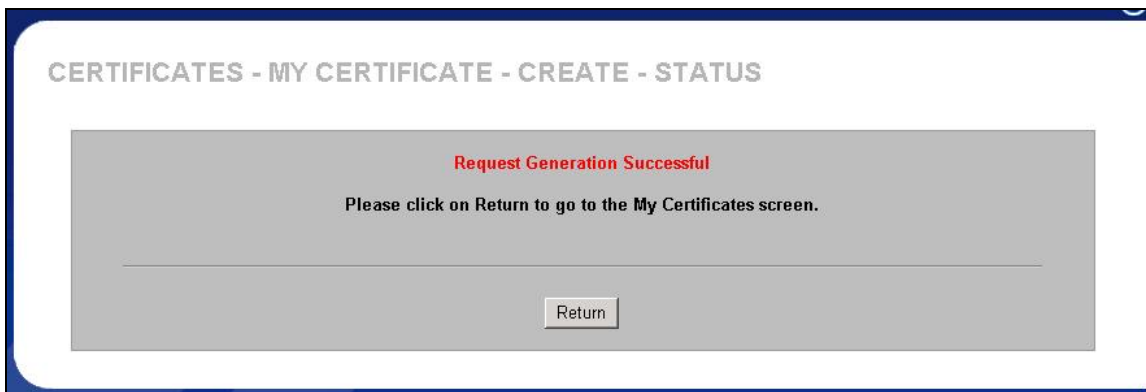 CERTIFICATES - MY CERTIFICATE - CREATE - STATUS
Request Generation Successful
Please click on Return to go to the My Certificates screen.
Return